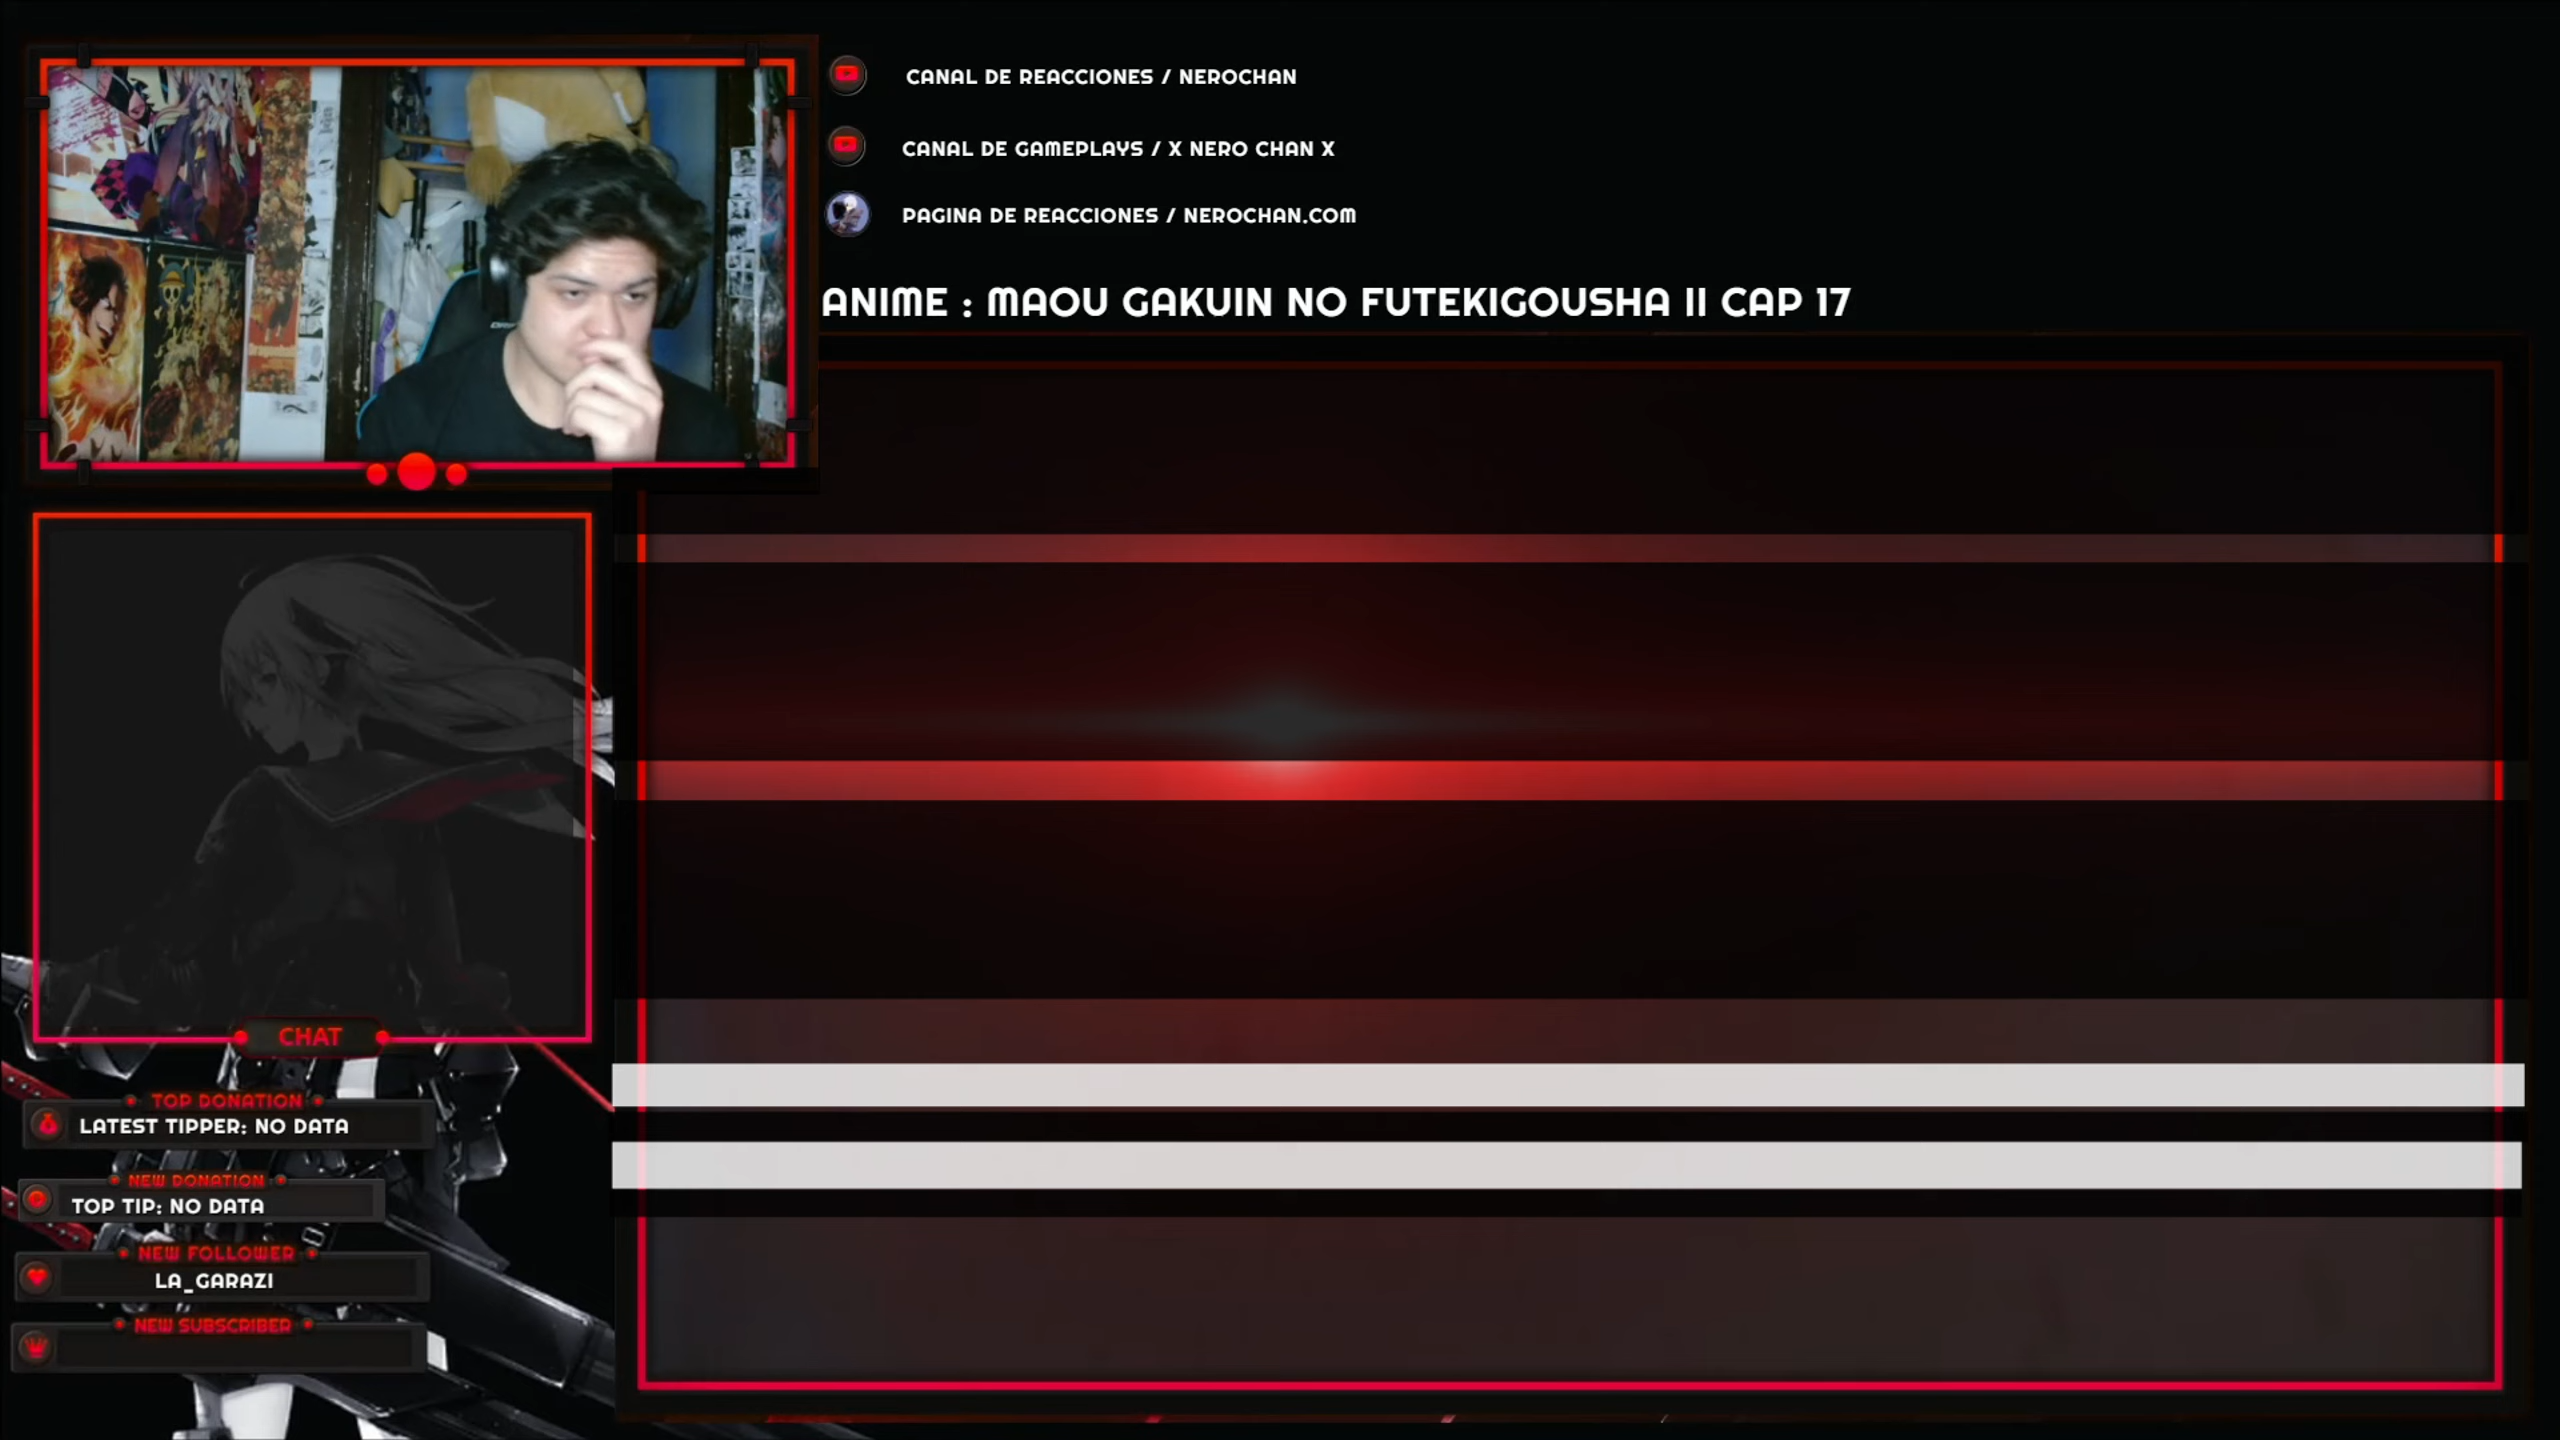 CANAL DE REACCIONES / NEROCHAN
CANAL DE GAMEPLAYS / X NERO CHAN X
PAGINA DE REACCIONES / NEROCHAN.COM
ANIME : MAOU GAKUIN NO FUTEKIGOUSHA II CAP 17
CHAT
TOP DONATION
LATEST TIPPER: NO DATA
NEW DONATION
TOP TIP: NO DATA
NEW FOLLOWER
LA_GARAZI
NEW SUBSCRIBER